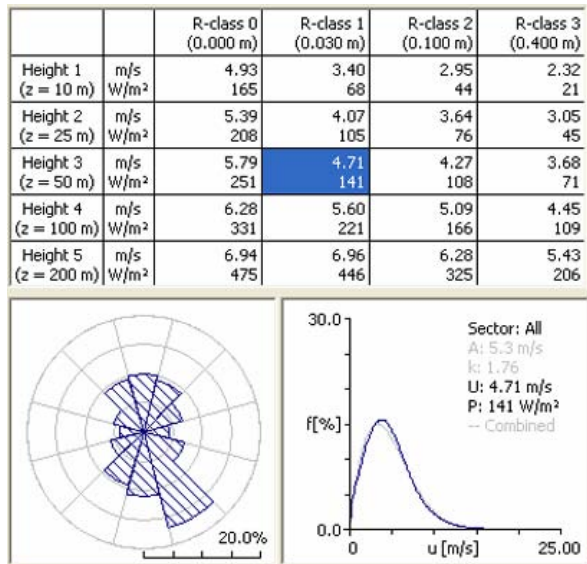 R-class 0 R-class 1 R-class 2 R-class 3
(0.000 m) (0.030 m) (0.100 m) (0.400 m)
Height 1 m/s 4.93 3.40 2.95 2.32
(z = 10 m) W/m² 165 68 44 21
Height 2 m/s 5.39 4.07 3.64 3.05
(z = 25 m) W/m² 208 105 76 45
Height 3 m/s 5.79 4.71 4.27 3.68
(z = 50 m) W/m² 251 141 108 71
Height 4 m/s 6.28 5.60 5.09 4.45
(z = 100 m) W/m² 331 221 166 109
Height 5 m/s 6.94 6.96 6.28 5.43
(z = 200 m) W/m² 475 446 325 206
20.0%
30.0
Sector: All
A: 5.3 m/s
k: 1.76
U: 4.71 m/s
P: 141 W/m²
-- Combined
f[%]
0.0
0 u [m/s] 25.00